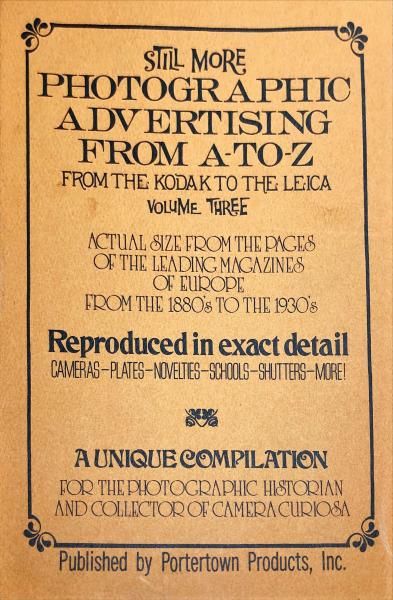 STILL MORE
PHOTOGRAPHIC
ADVERTISING
FROM A-TO-Z
FROM THE KODAK TO THE LEICA
VOLUME THREE
ACTUAL SIZE FROM THE PAGES
OF THE LEADING MAGAZINES
OF EUROPE
FROM THE 1880's TO THE 1930's
Reproduced in exact detail
CAMERAS—PLATES—NOVELTIES—SCHOOLS—SHUTTERS—MORE!
A UNIQUE COMPILATION
FOR THE PHOTOGRAPHIC HISTORIAN
AND COLLECTOR OF CAMERA CURIOSA
Published by Portertown Products, Inc.